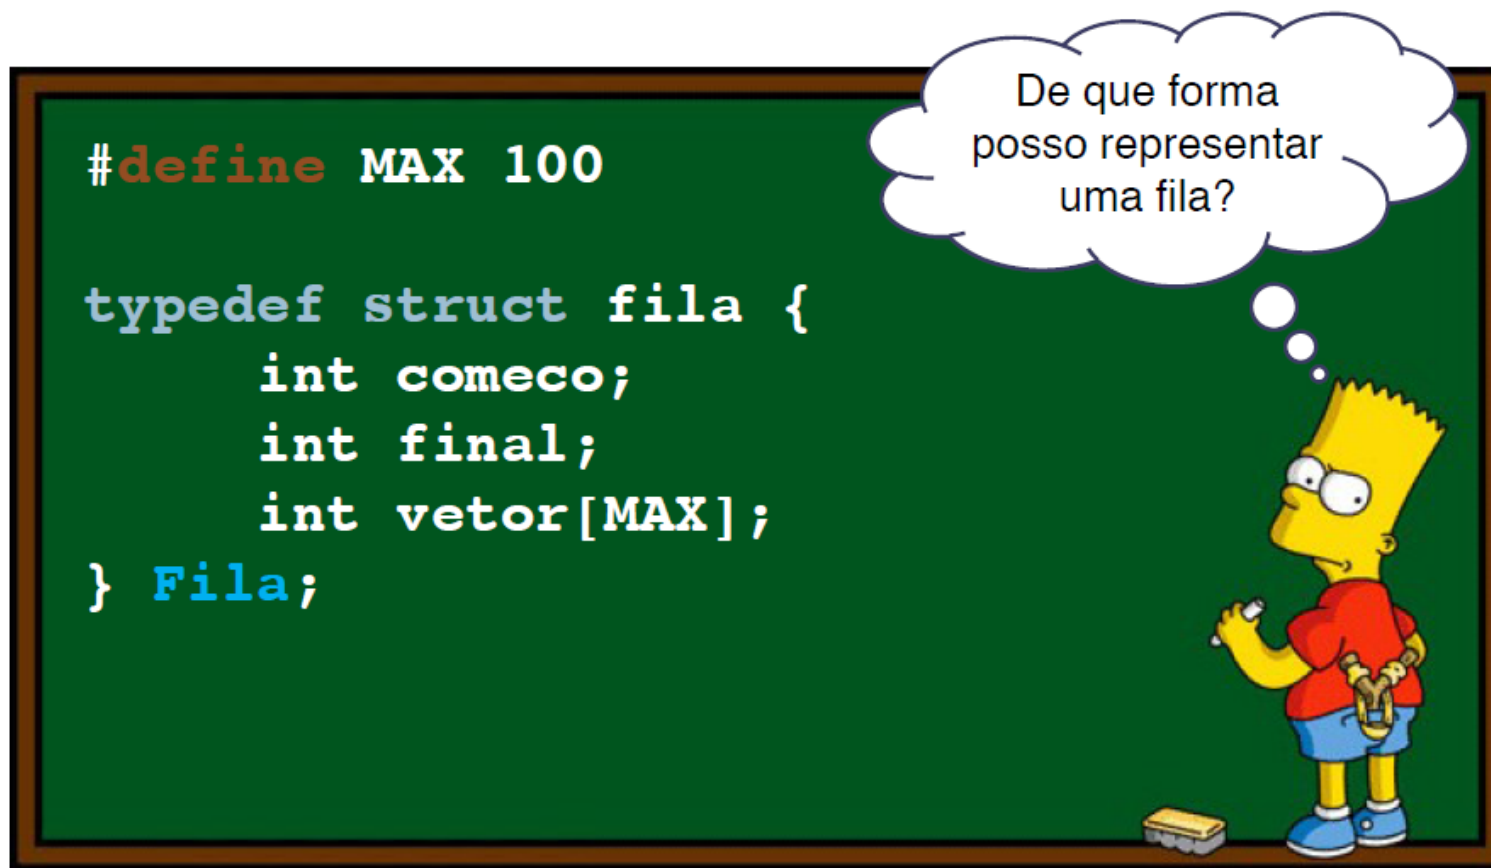 De que forma
posso representar
uma fila?
#define MAX 100
typedef struct fila {
int comeco;
int final;
int vetor[MAX];
} Fila;